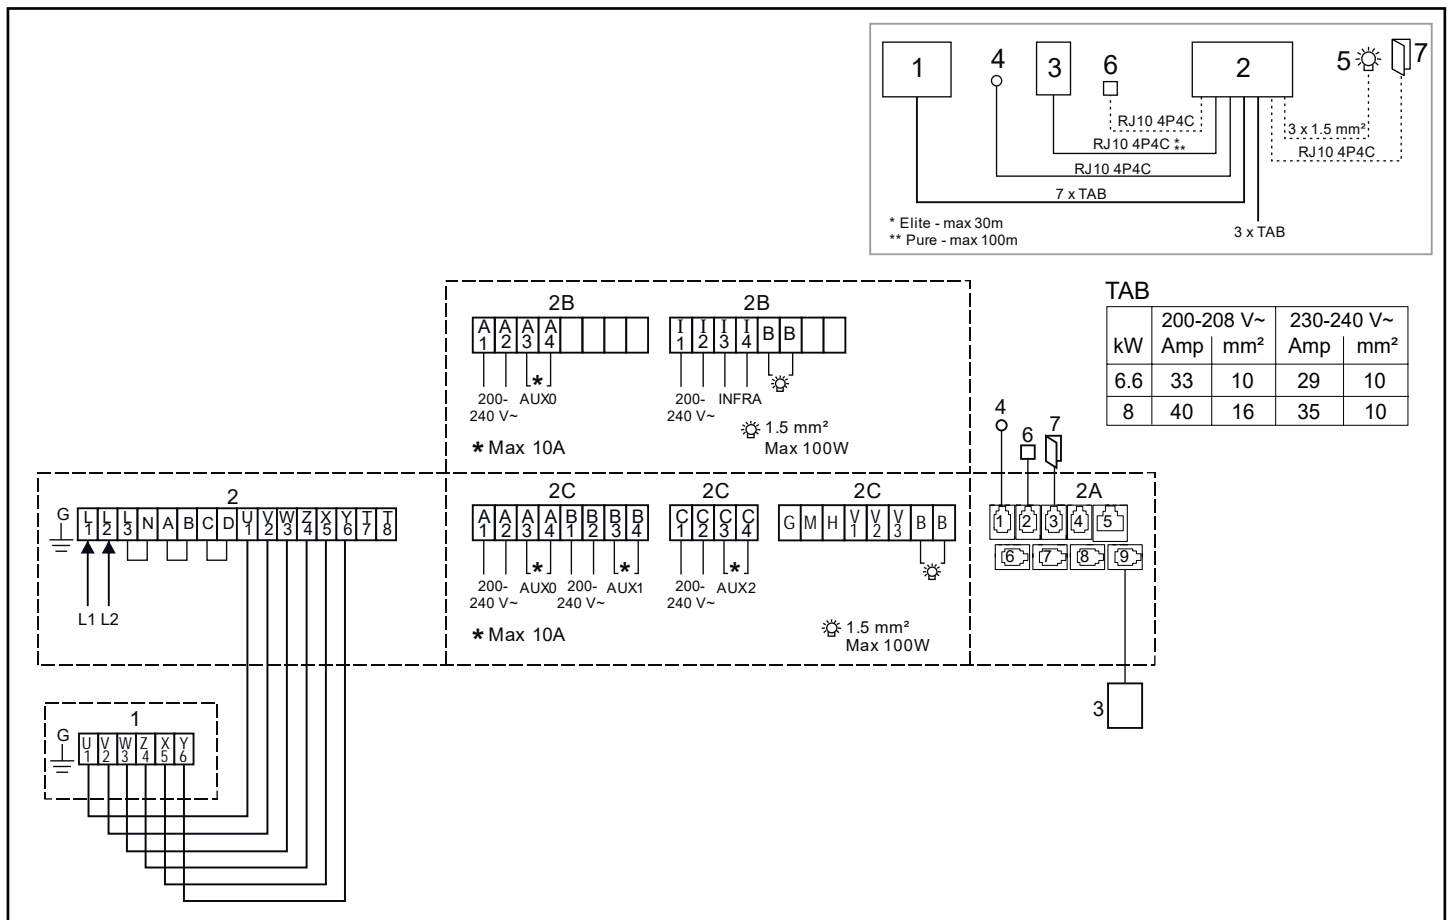 1
4
3
6
2
5
7
RJ10 4P4C
3 x 1.5 mm²
RJ10 4P4C *
**
RJ10 4P4C
RJ10 4P4C
7 x TAB
3 x TAB
* Elite - max 30m
** Pure - max 100m
TAB
200-208 V~ 230-240 V~
kW Amp mm² Amp mm²
6.6 33 10 29 10
8 40 16 35 10
2B
A1 A2 A3 A4
*
200-240 V~
AUX0
* Max 10A
2B
I1 I2 I3 I4 B B
200-240 V~
INFRA
1.5 mm²
Max 100W
2
G
L1 L2 L3 N A B C D U1 V2 W3 Z4 X5 Y6 T7 T8
L1 L2
2C
A1 A2 A3 A4 B1 B2 B3 B4
* *
200-240 V~
AUX0
200-240 V~
AUX1
* Max 10A
2C
C1 C2 C3 C4
*
200-240 V~
AUX2
2C
G M H V1 V2 V3 B B
1.5 mm²
Max 100W
4
6
7
2A
1 2 3 4 5
6 7 8 9
3
1
G
U1 V2 W3 Z4 X5 Y6